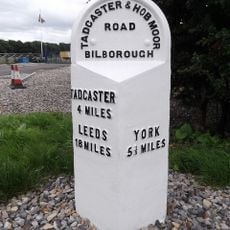 TADCASTER & HOB MOOR
ROAD
BILBOROUGH
TADCASTER
4 MILES
LEEDS
18 MILES
YORK
5½ MILES